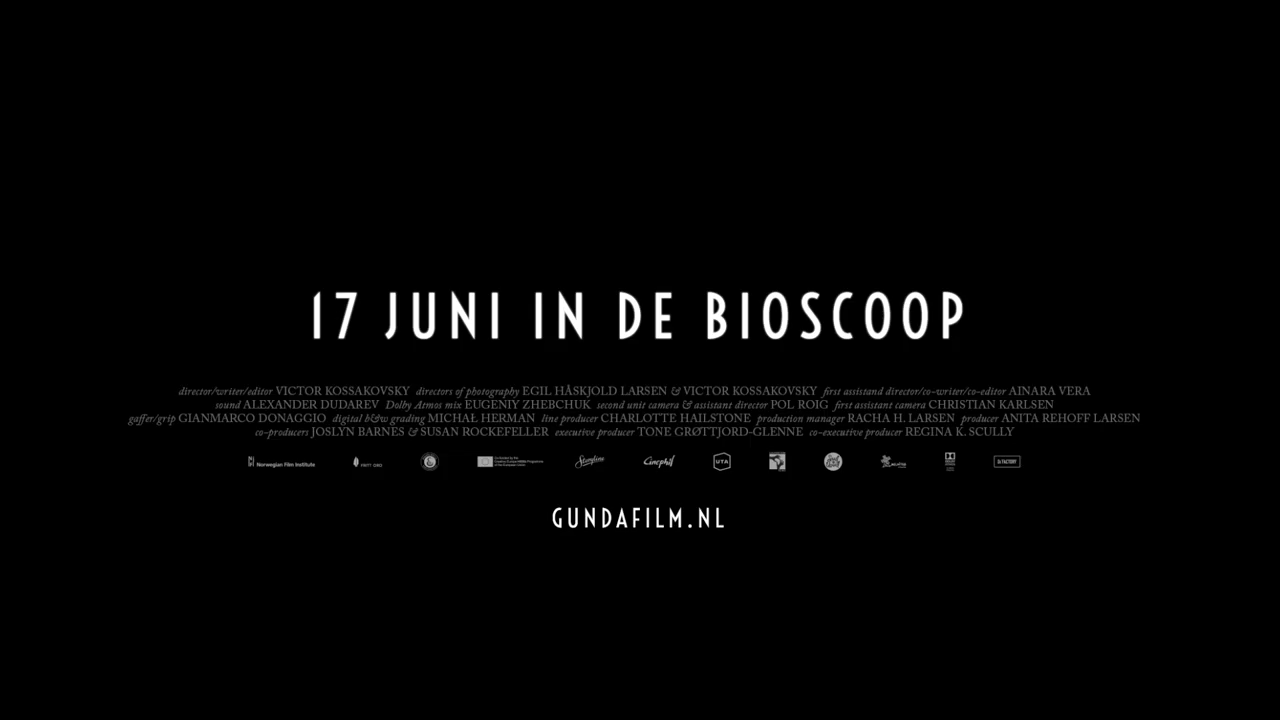 17 JUNI IN DE BIOSCOOP
director/writer/editor VICTOR KOSSAKOVSKY directors of photography EGIL HÅSKJOLD LARSEN & VICTOR KOSSAKOVSKY first assistand director/co-writer/co-editor AINARA VERA
sound ALEXANDER DUDAREV Dolby Atmos mix EUGENIY ZHEBCHUK second unit camera & assistant director POL ROIG first assistant camera CHRISTIAN KARLSEN
gaffer/grip GIANMARCO DONAGGIO digital b&w grading MICHAŁ HERMAN line producer CHARLOTTE HAILSTONE production manager RACHA H. LARSEN producer ANITA REHOFF LARSEN
co-producers JOSLYN BARNES & SUSAN ROCKEFELLER executive producer TONE GRØTTJORD-GLENNE co-executive producer REGINA K. SCULLY
Norwegian Film Institute FRITT ORD Storyline Cinephil UTA
GUNDAFILM.NL